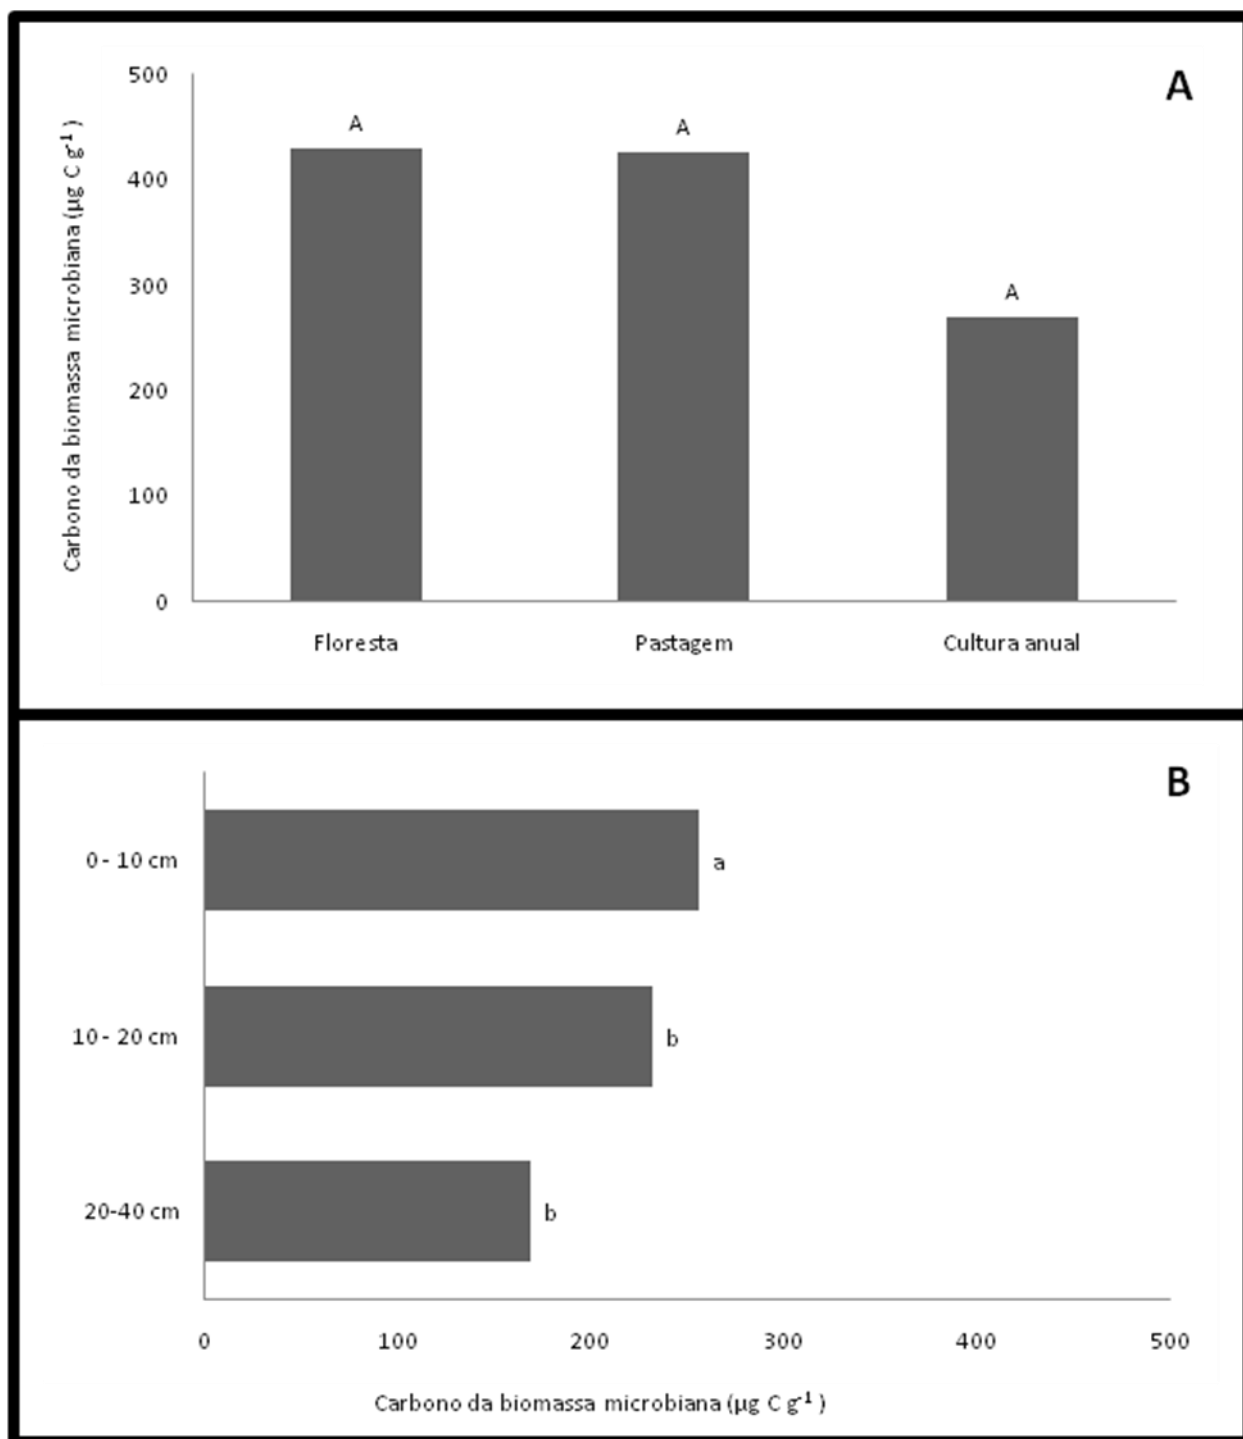 A
Carbono da biomassa microbiana (µg C g-1 )
500
400
300
200
100
0
A
A
A
Floresta
Pastagem
Cultura anual
B
0 - 10 cm
a
10 - 20 cm
b
20-40 cm
b
0
100
200
300
400
500
Carbono da biomassa microbiana (µg C g-1 )